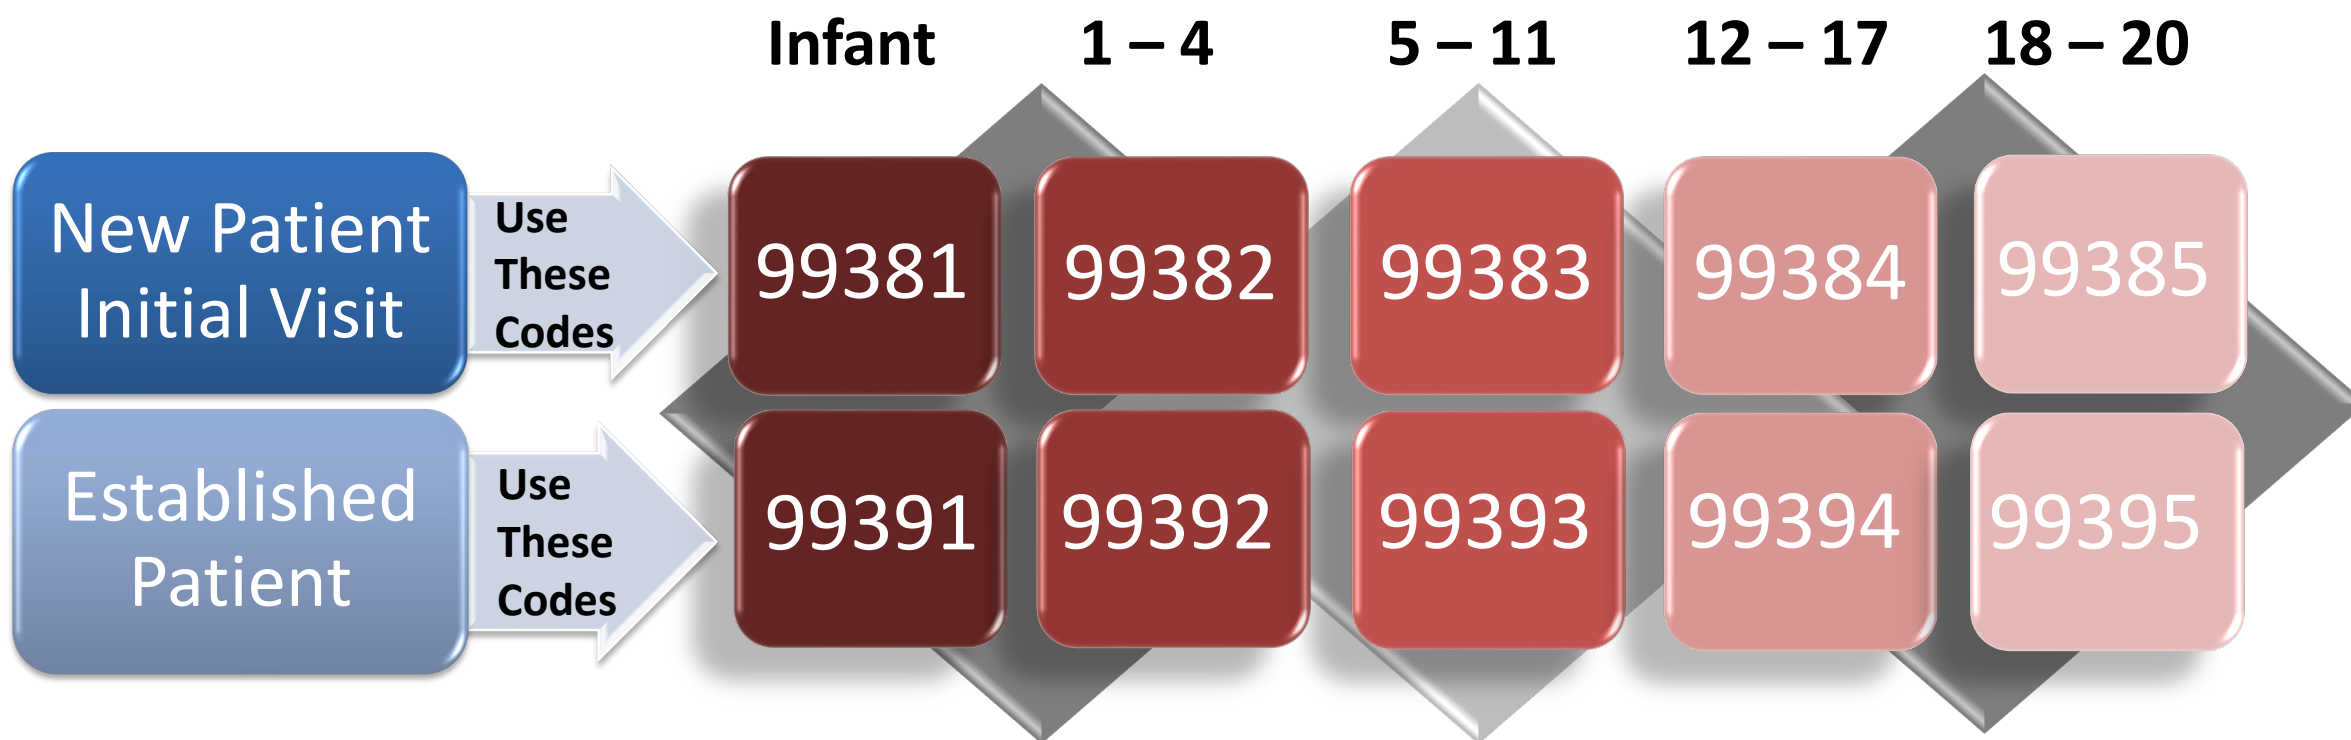 Infant 1 – 4 5 – 11 12 – 17 18 – 20
New Patient
Initial Visit
Use
These
Codes
99381 99382 99383 99384 99385
Established
Patient
Use
These
Codes
99391 99392 99393 99394 99395